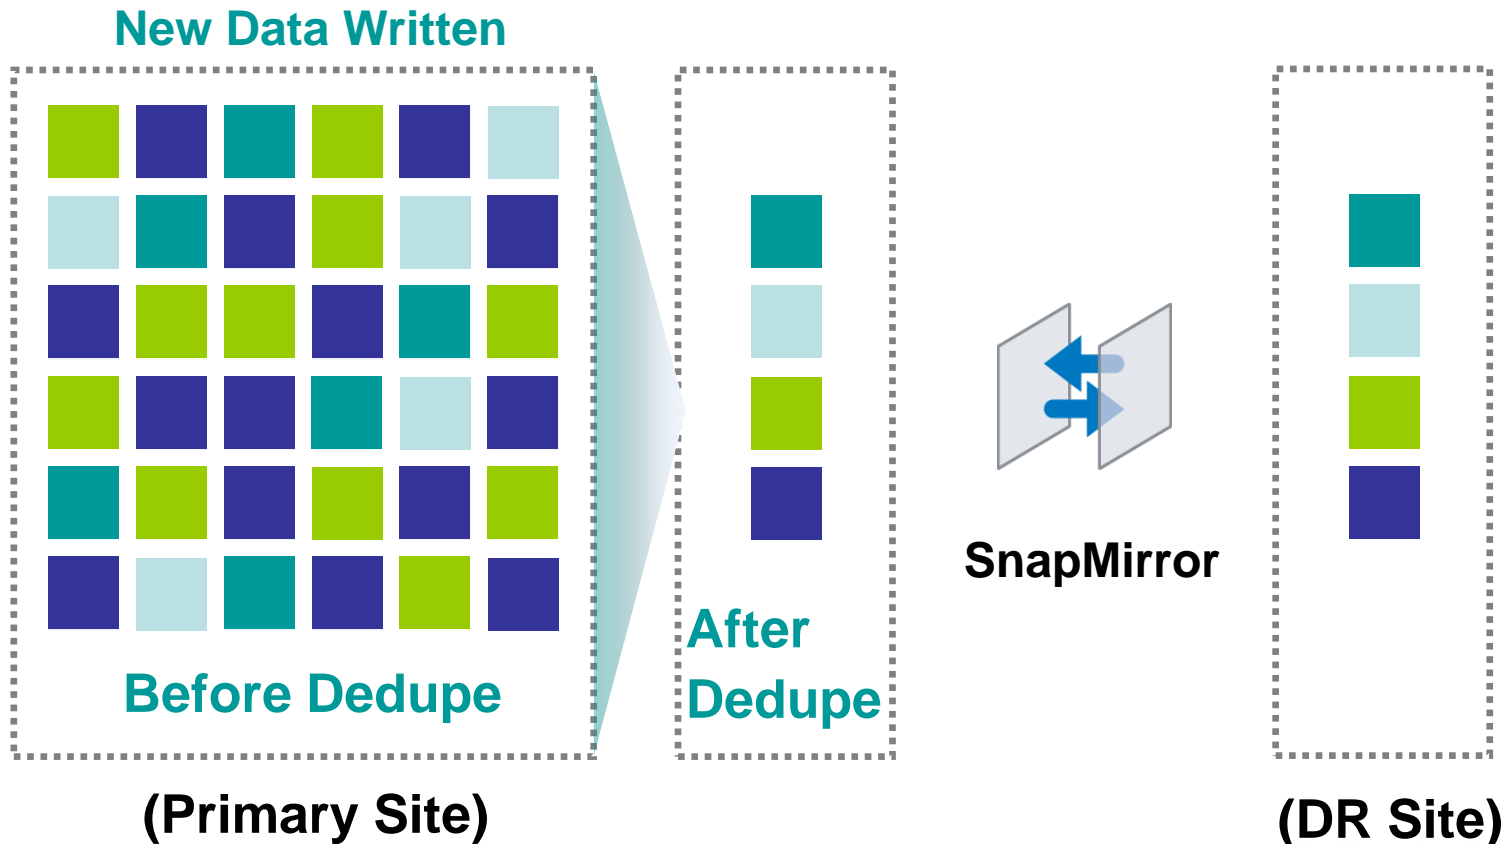 New Data Written
Before Dedupe
After
Dedupe
SnapMirror
(Primary Site)
(DR Site)